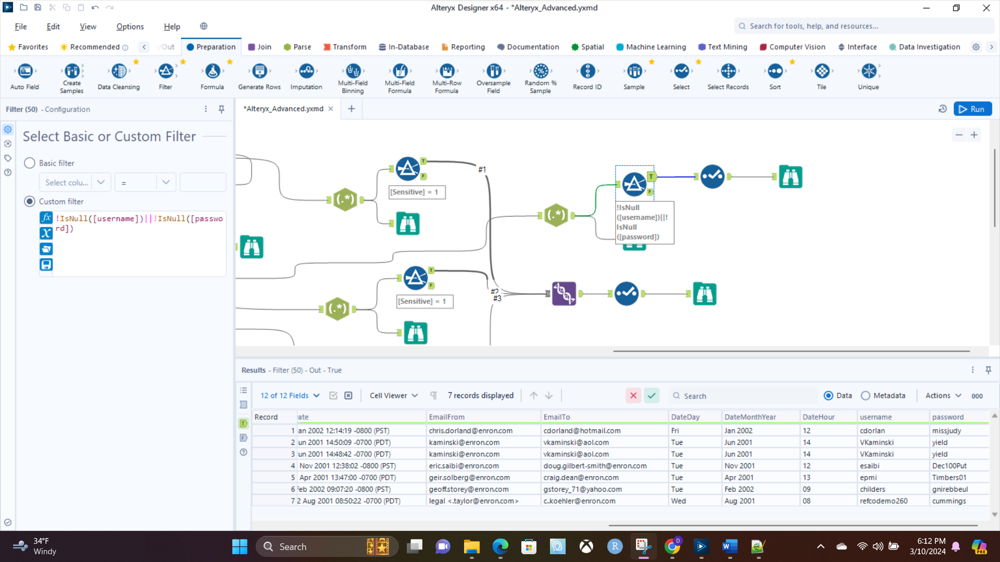 Alteryx Designer x64 - *Alteryx_Advanced.yxmd
File Edit View Options Help
Search for tools, help, and resources...
Favorites Recommended n/Out Preparation Join Parse Transform In-Database Reporting Documentation Spatial Machine Learning Text Mining Computer Vision Interface Data Investigation
Auto Field
Create
Samples
Data Cleansing
Filter
Formula
Generate Rows
Imputation
Multi-Field
Binning
Multi-Field
Formula
Multi-Row
Formula
Oversample
Field
Random %
Sample
Record ID
Sample
Select
Select Records
Sort
Tile
Unique
Filter (50) - Configuration
*Alteryx_Advanced.yxmd
Run
Select Basic or Custom Filter
Basic filter
Select colu... =
Custom filter
!IsNull([username])||!IsNull([passwo
rd])
#1
[Sensitive] = 1
!IsNull
([username])||!
IsNull
([password])
#2
#3
[Sensitive] = 1
Results - Filter (50) - Out - True
12 of 12 Fields Cell Viewer 7 records displayed Search Data Metadata Actions 000
Record ate EmailFrom EmailTo DateDay DateMonthYear DateHour username password
1 an 2002 12:14:19 -0800 (PST) chris.dorland@enron.com cdorland@hotmail.com Fri Jan 2002 12 cdorlan missjudy
2 un 2001 14:50:09 -0700 (PDT) kaminski@enron.com vkaminski@aol.com Tue Jun 2001 14 VKaminski yield
3 un 2001 14:48:42 -0700 (PDT) kaminski@enron.com vkaminski@aol.com Tue Jun 2001 14 VKaminski yield
4 Nov 2001 12:38:02 -0800 (PST) eric.saibi@enron.com doug.gilbert-smith@enron.com Tue Nov 2001 12 esaibi Dec100Put
5 Apr 2001 13:47:00 -0700 (PDT) geir.solberg@enron.com craig.dean@enron.com Tue Apr 2001 13 epmi Timbers01
6 Feb 2002 09:07:20 -0800 (PST) geoff.storey@enron.com gstorey_71@yahoo.com Tue Feb 2002 09 childers gnirebbeul
7 2 Aug 2001 08:50:22 -0700 (PDT) legal <.taylor@enron.com> c..koehler@enron.com Wed Aug 2001 08 refcodemo260 cummings
34°F
Windy
Search
6:12 PM
3/10/2024